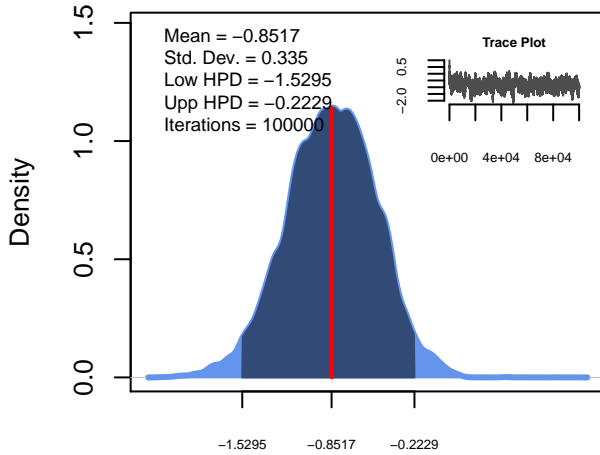 Mean = −0.8517
Std. Dev. = 0.335
Low HPD = −1.5295
Upp HPD = −0.2229
Iterations = 100000
Trace Plot
0.5
−2.0
0e+00 4e+04 8e+04
Density
1.5
1.0
0.5
0.0
−1.5295 −0.8517 −0.2229